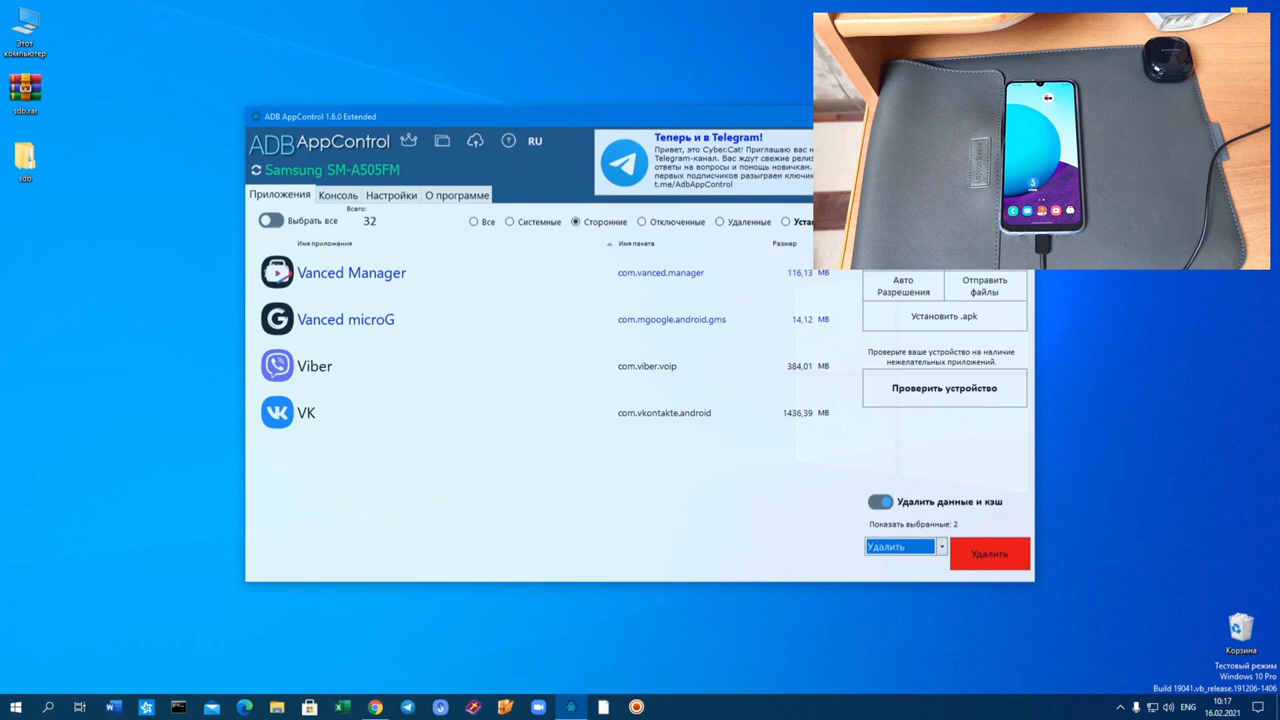 Этот
компьютер
sdb.rar
sdb
ADB AppControl 1.6.0 Extended
ADB AppControl
RU
Samsung SM-A505FM
Теперь и в Telegram!
Привет, это Cyber.Cat! Приглашаю вас н
Telegram-канал. Вас ждут свежие рели
ответы на вопросы и помощь новичкам.
первых подписчиков разыграем ключик
t.me/AdbAppControl
Приложения
Консоль
Настройки
О программе
Выбрать все
Всего:
32
Все
Системные
Сторонние
Отключенные
Удаленные
Уста
Имя приложения
Имя пакета
Размер
Vanced Manager
com.vanced.manager
116,13 MB
Vanced microG
com.mgoogle.android.gms
14,12 MB
Viber
com.viber.voip
384,01 MB
VK
com.vkontakte.android
1436,39 MB
Авто
Разрешения
Отправить
файлы
Установить .apk
Проверьте ваше устройство на наличие
нежелательных приложений.
Проверить устройство
Удалить данные и кэш
Показать выбранные: 2
Удалить
Удалить
Корзина
Тестовый режим
Windows 10 Pro
Build 19041.vb_release.191206-1406
ENG
10:17
16.02.2021